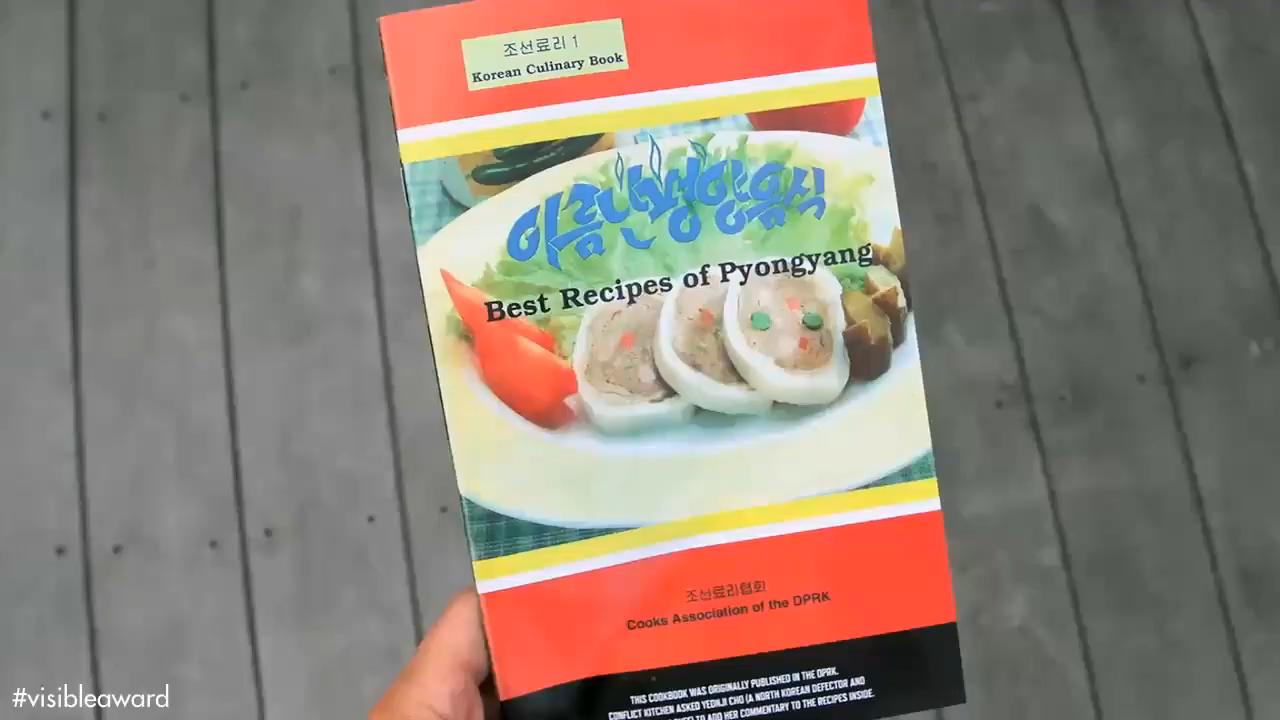 조선료리 1
Korean Culinary Book
이름난 평양음식
Best Recipes of Pyongyang
조선료리협회
Cooks Association of the DPRK
THIS COOKBOOK WAS ORIGINALLY PUBLISHED IN THE DPRK.
CONFLICT KITCHEN ASKED YEONJI CHO (A NORTH KOREAN DEFECTOR AND
TO ADD HER COMMENTARY TO THE RECIPES INSIDE.
#visibleaward